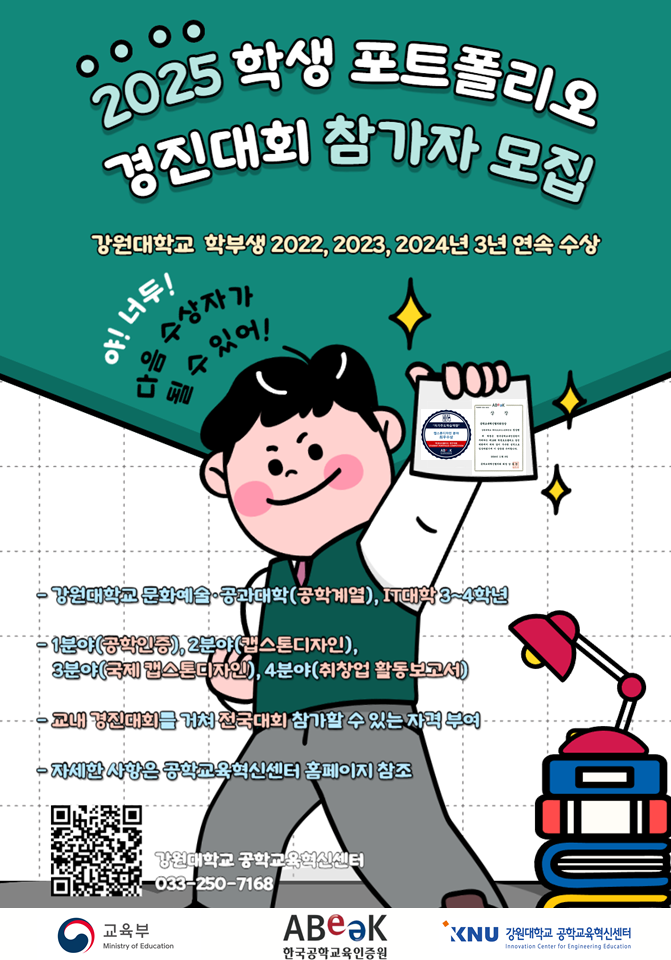 2025 학생 포트폴리오
경진대회 참가자 모집
강원대학교 학부생 2022, 2023, 2024년 3년 연속 수상
야! 너두!
다음 수상자가
될 수 있어!
ABeeK
상 장
- 강원대학교 문화예술·공과대학(공학계열), IT대학 3~4학년
- 1분야(공학인증), 2분야(캡스톤디자인),
3분야(국제 캡스톤디자인), 4분야(취창업 활동보고서)
- 교내 경진대회를 거쳐 전국대회 참가할 수 있는 자격 부여
- 자세한 사항은 공학교육혁신센터 홈페이지 참조
강원대학교 공학교육혁신센터
033-250-7168
교육부
Ministry of Education
ABeeK
한국공학교육인증원
KNU 강원대학교 공학교육혁신센터
Innovation Center for Engineering Education